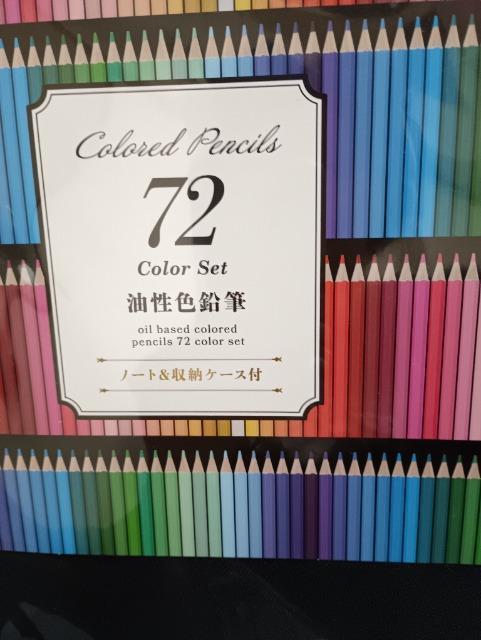 Colored Pencils
72
Color Set
油性色鉛筆
oil based colored
pencils 72 color set
ノート&収納ケース付